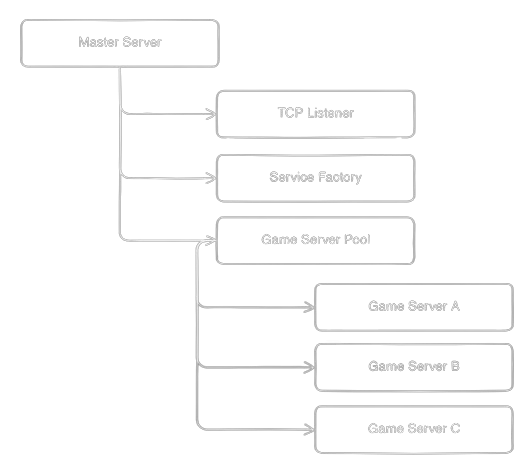 Master Server
TCP Listener
Service Factory
Game Server Pool
Game Server A
Game Server B
Game Server C